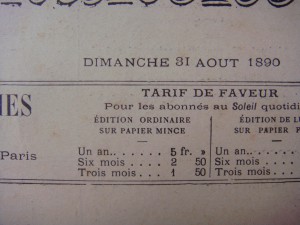 DIMANCHE 31 AOUT 1890
TARIF DE FAVEUR
Pour les abonnés au Soleil quotidi
ÉDITION ORDINAIRE
SUR PAPIER MINCE
ÉDITION DE LU
SUR PAPIER F
NES
Paris
Un an.. . . . . 5 fr. »
Six mois . . . . 2 50
Trois mois . . . . 1 50
Un an..
Six mois
Trois m